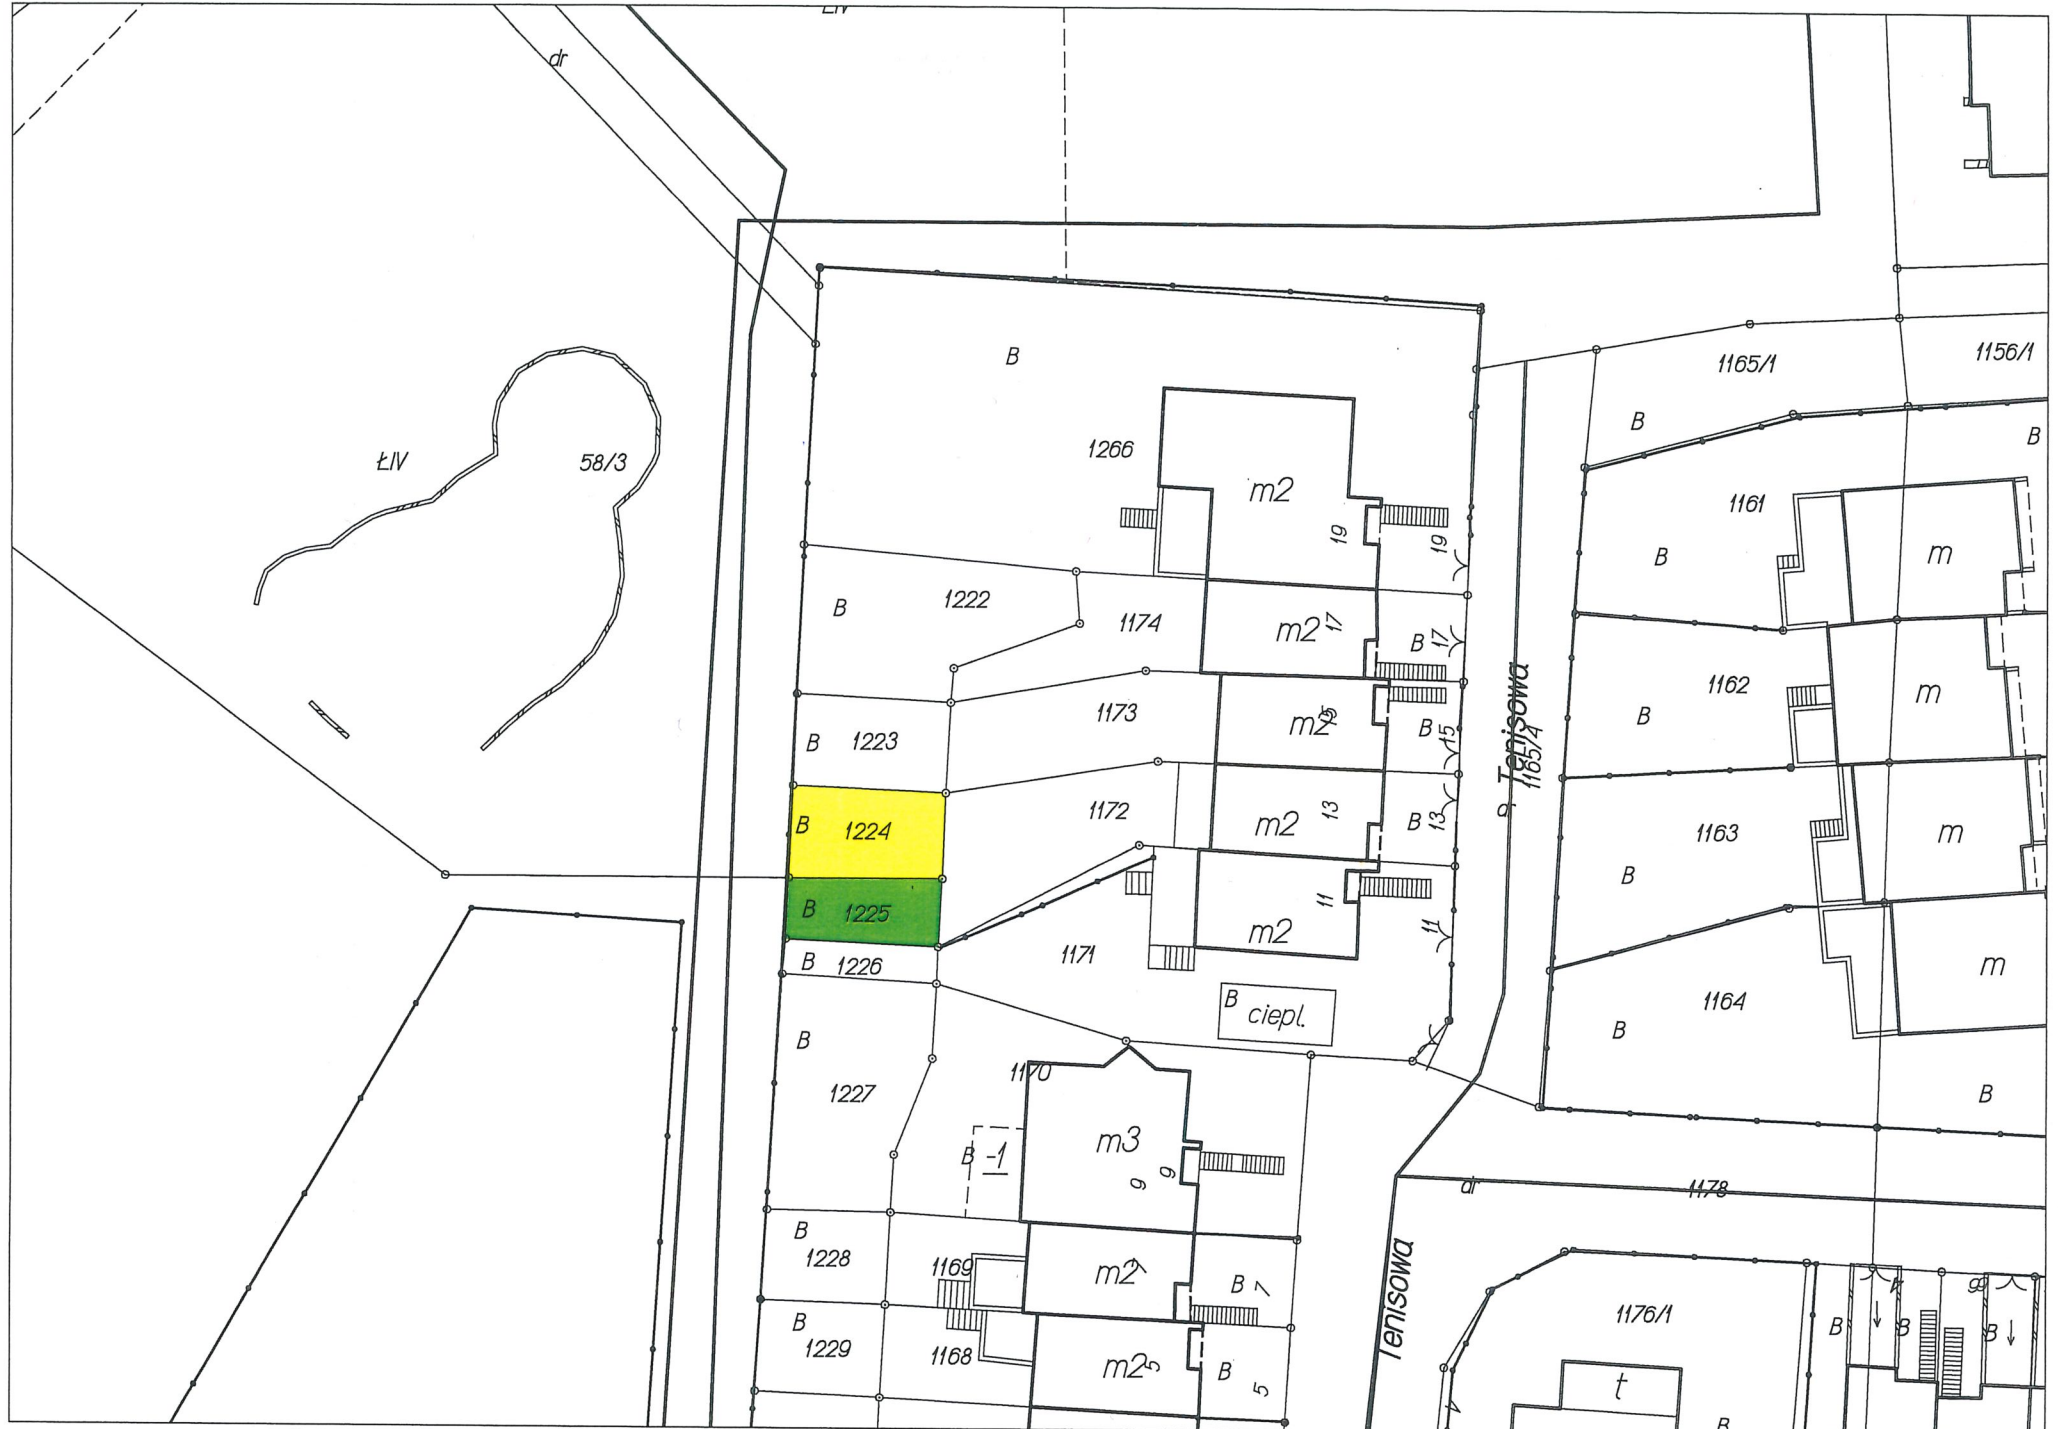 dr
B
1165/1
1156/1
B
B
1266
ŁIV
58/3
m2
19
19
1161
B
m
B
1222
1174
m2
17
B
17
1162
B
m
Tenisowa
1165/4
B
1223
1173
m2
15
B
15
B
1224
1172
m2
13
B
13
1163
m
B
B
1225
11
11
m2
B
1226
1171
m
1164
B
B
ciepl.
B
1170
1227
B
m3
B
-1
9
9
dr
1178
B
1228
1169
m2
7
B
7
Tenisowa
B
1229
1168
m2
5
B
5
1176/1
B
B
B
t
B